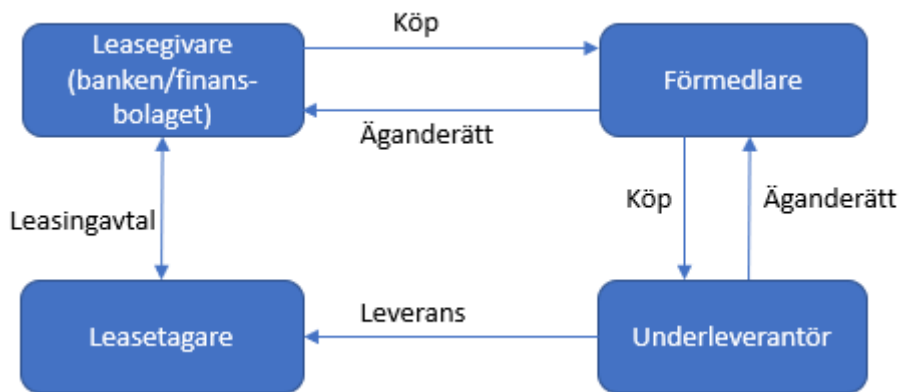 Köp
Leasegivare
(banken/finans-
bolaget)
Förmedlare
Äganderätt
Köp
Äganderätt
Leasingavtal
Leverans
Leasetagare
Underleverantör